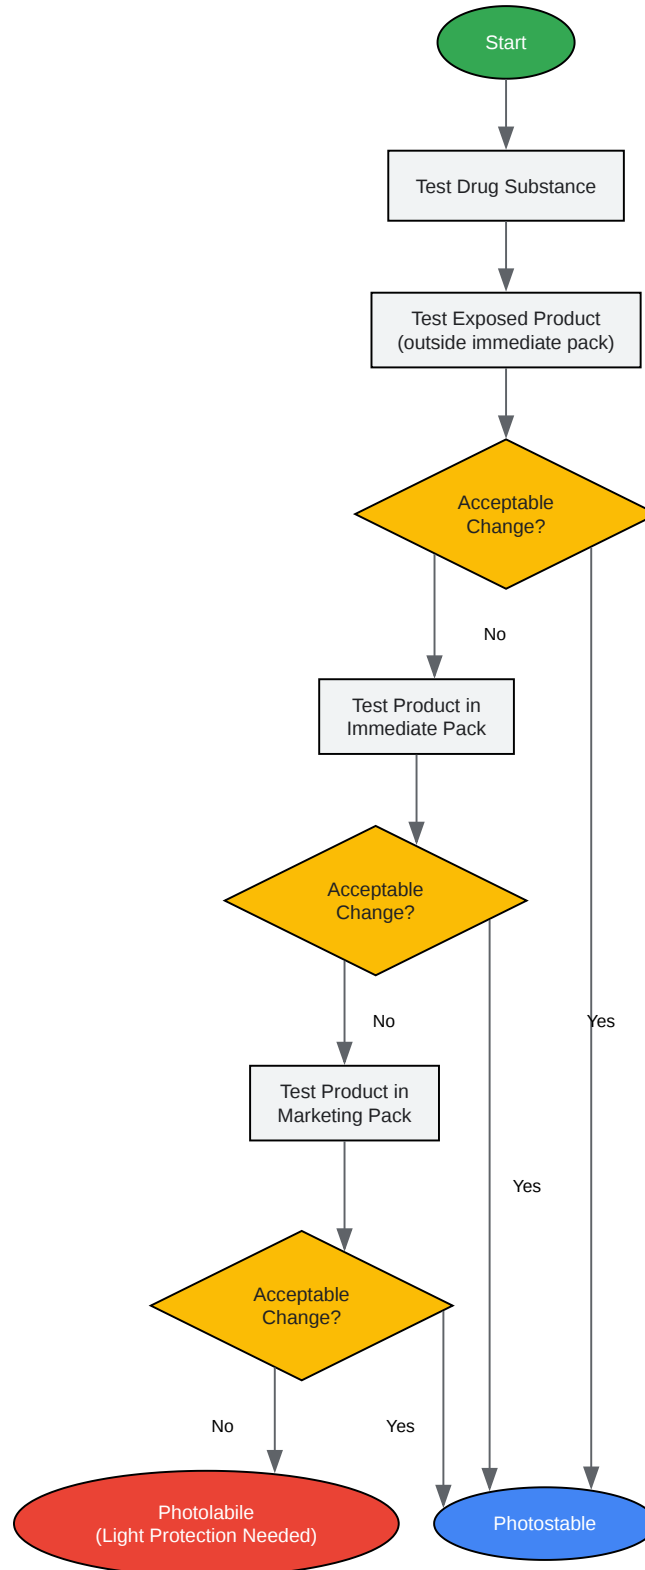 Start
Test Drug Substance
Test Exposed Product
(outside immediate pack)
Acceptable
Change?
No
Test Product in
Immediate Pack
Acceptable
Change?
No
Yes
Test Product in
Marketing Pack
Yes
Acceptable
Change?
No
Yes
Photolabile
(Light Protection Needed)
Photostable